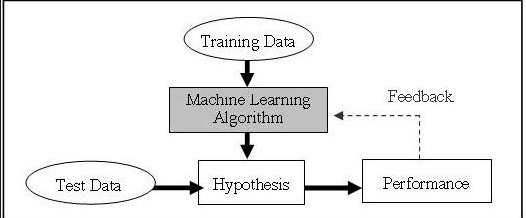 Training Data
Machine Learning
Algorithm
Feedback
Test Data
Hypothesis
Performance